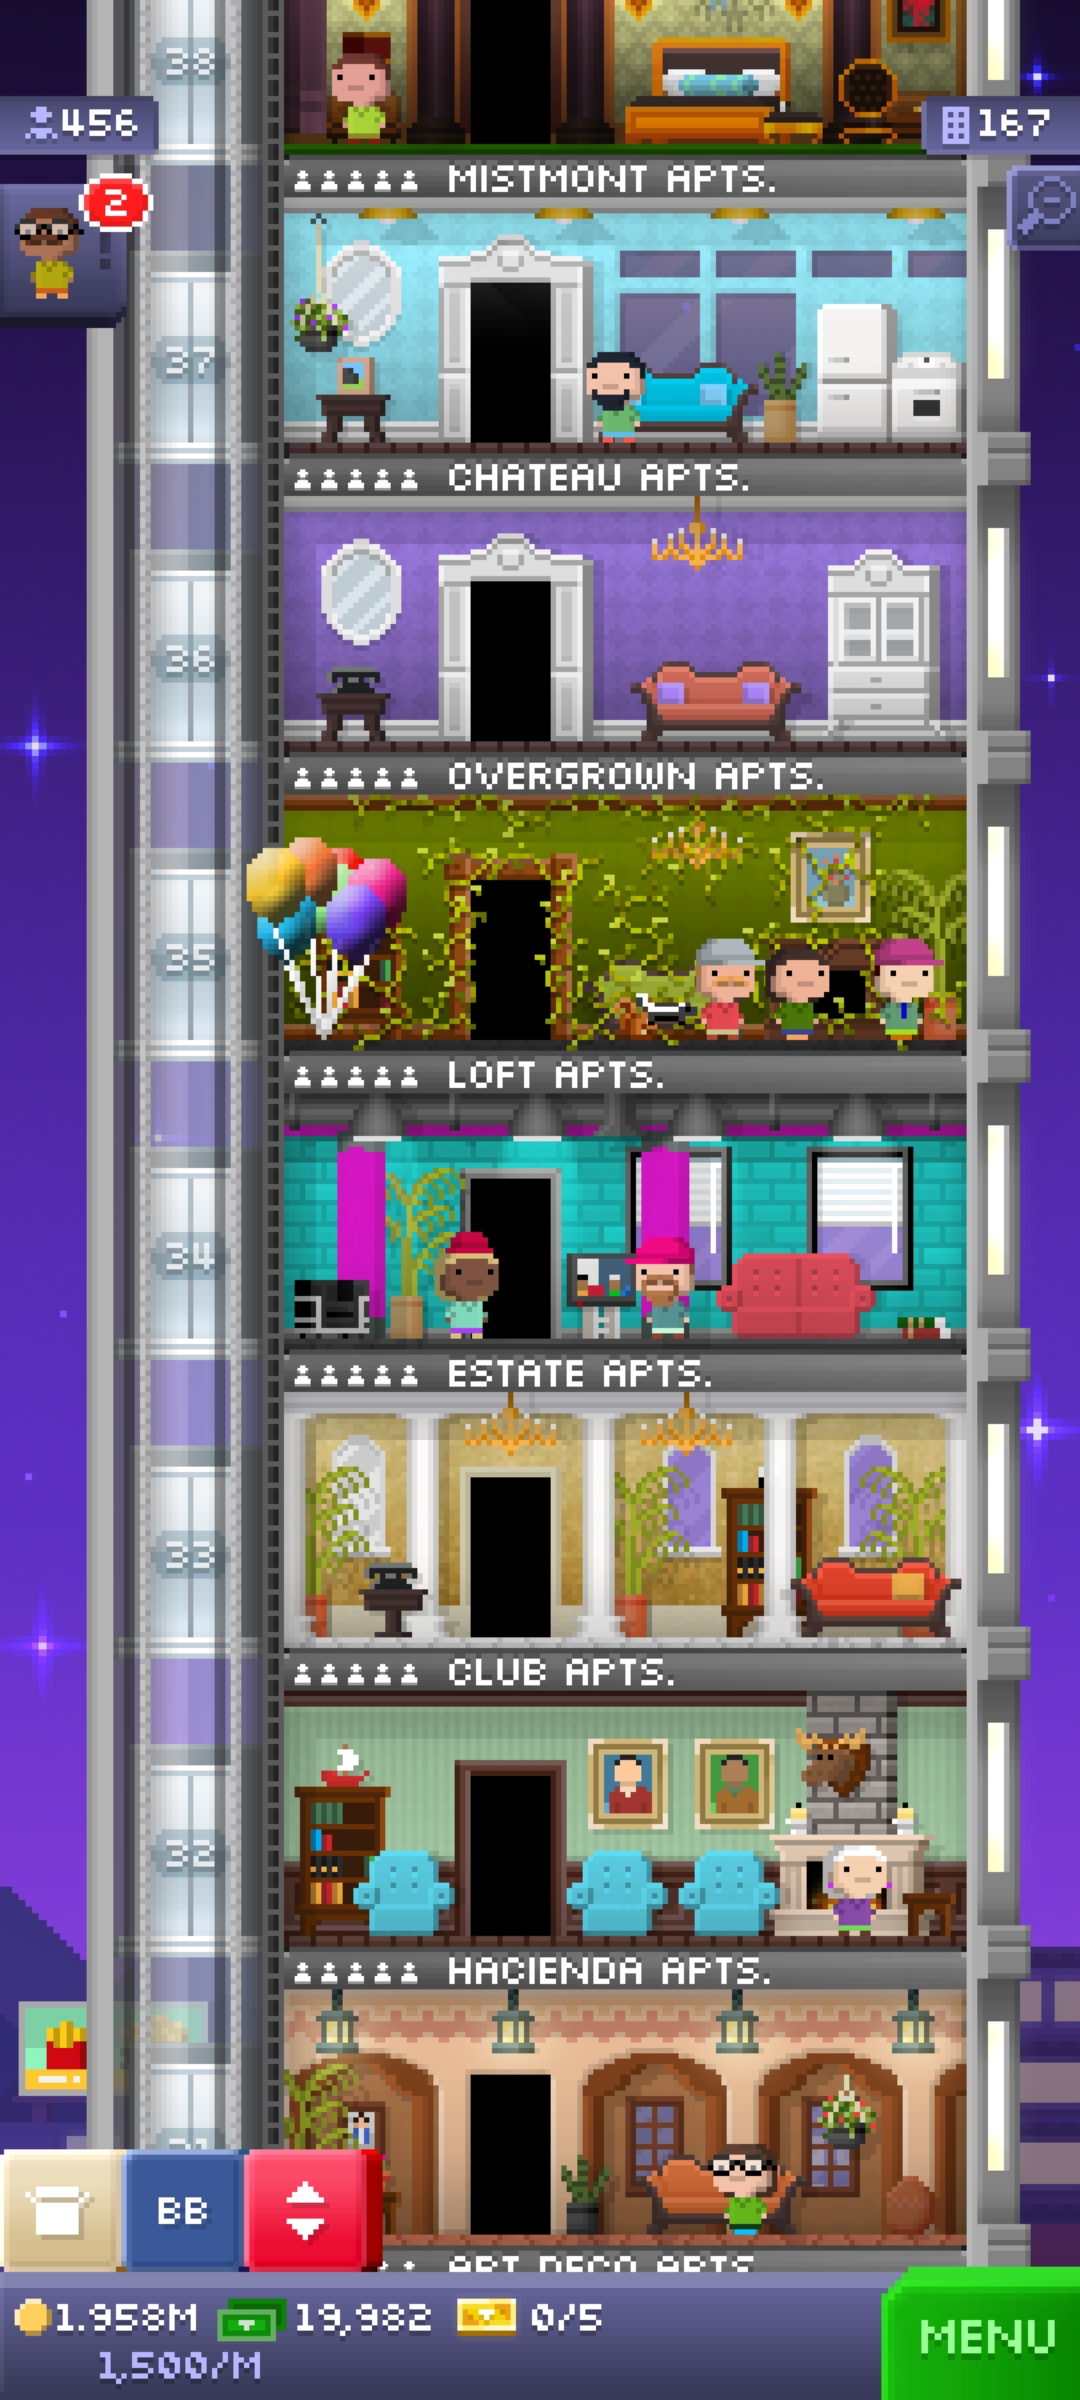 38
456
167
MISTMONT APTS.
2
37
CHATEAU APTS.
36
OVERGROWN APTS.
35
LOFT APTS.
34
ESTATE APTS.
33
CLUB APTS.
32
HACIENDA APTS.
BB
ART DECO APTS.
1.958M 19,982 0/5
MENU
1,500/M